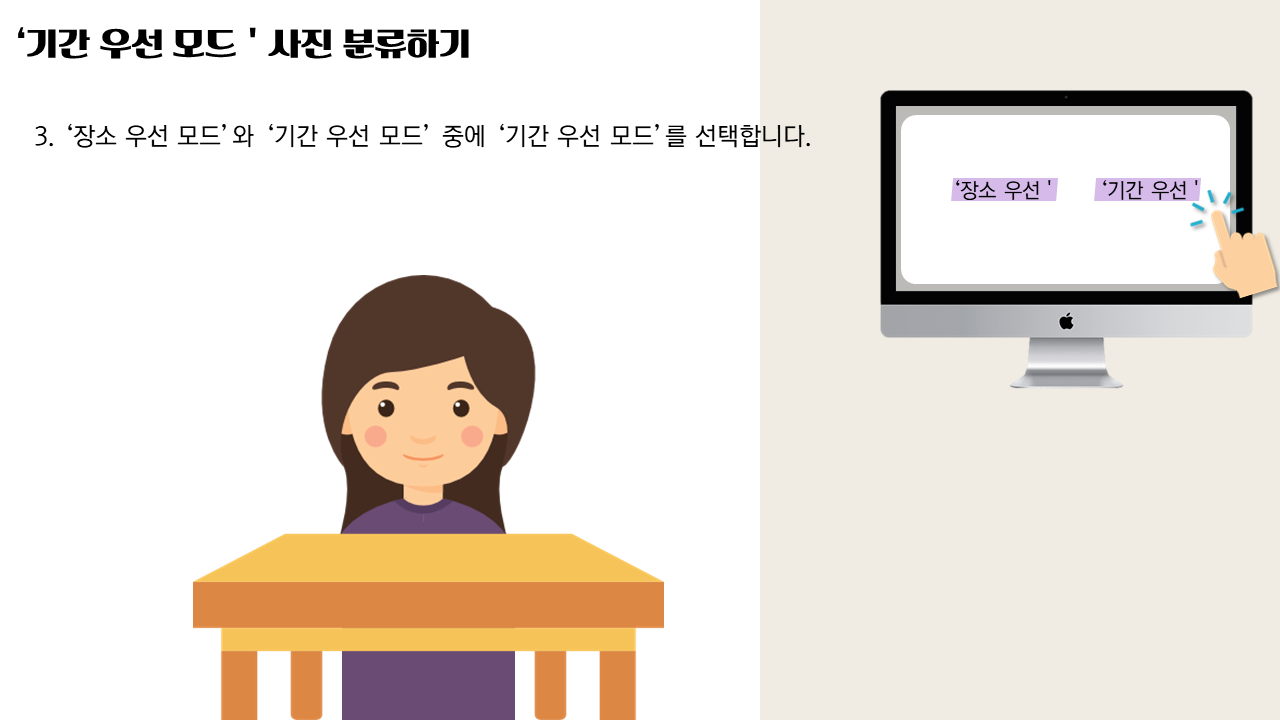 ‘기간 우선 모드 ' 사진 분류하기
3. ‘장소 우선 모드’와 ‘기간 우선 모드’ 중에 ‘기간 우선 모드’를 선택합니다.
‘장소 우선 ' ‘기간 우선 '